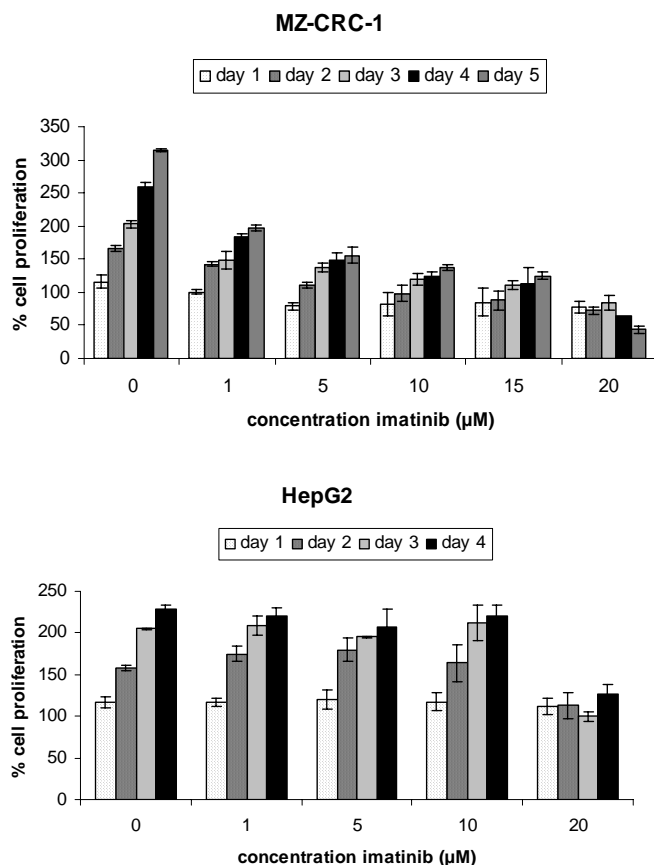 MZ-CRC-1
day 1 day 2 day 3 day 4 day 5
% cell proliferation
350
300
250
200
150
100
50
0
0 1 5 10 15 20
concentration imatinib (µM)
HepG2
day 1 day 2 day 3 day 4
% cell proliferation
250
200
150
100
50
0
0 1 5 10 20
concentration imatinib (µM)